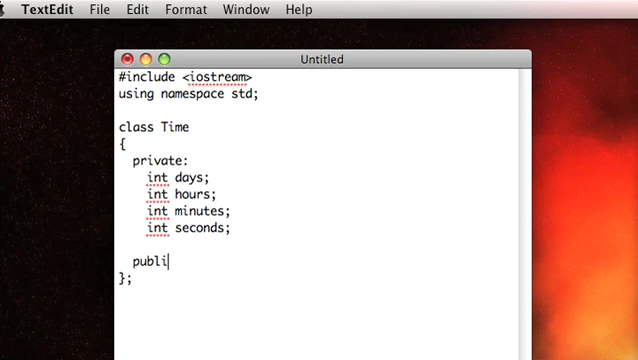 TextEdit File Edit Format Window Help
Untitled
#include <iostream>
using namespace std;
class Time
{
private:
int days;
int hours;
int minutes;
int seconds;
publi
};